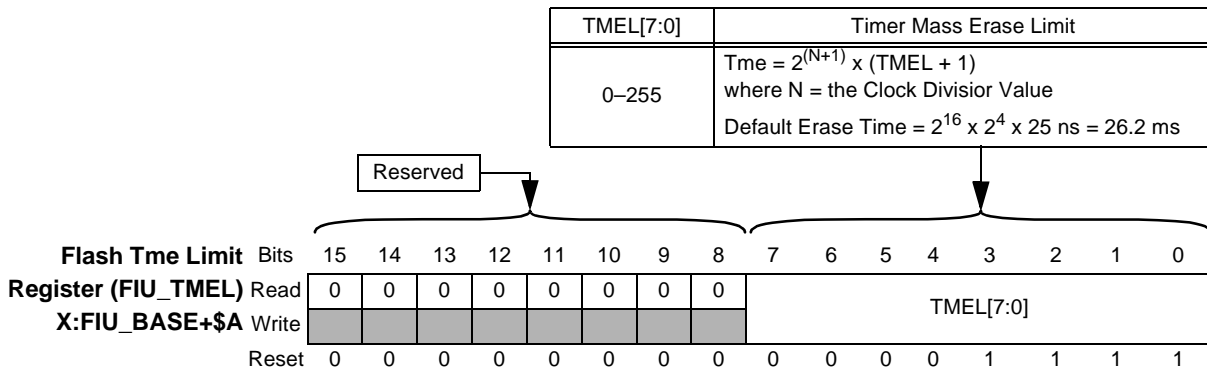 TMEL[7:0] Timer Mass Erase Limit
0–255
Tme = 2^(N+1) x (TMEL + 1)
where N = the Clock Divisior Value
Default Erase Time = 2^16 x 2^4 x 25 ns = 26.2 ms
Reserved
Flash Tme Limit Bits 15 14 13 12 11 10 9 8 7 6 5 4 3 2 1 0
Register (FIU_TMEL) Read 0 0 0 0 0 0 0 0 TMEL[7:0]
X:FIU_BASE+$A Write
Reset 0 0 0 0 0 0 0 0 0 0 0 0 1 1 1 1